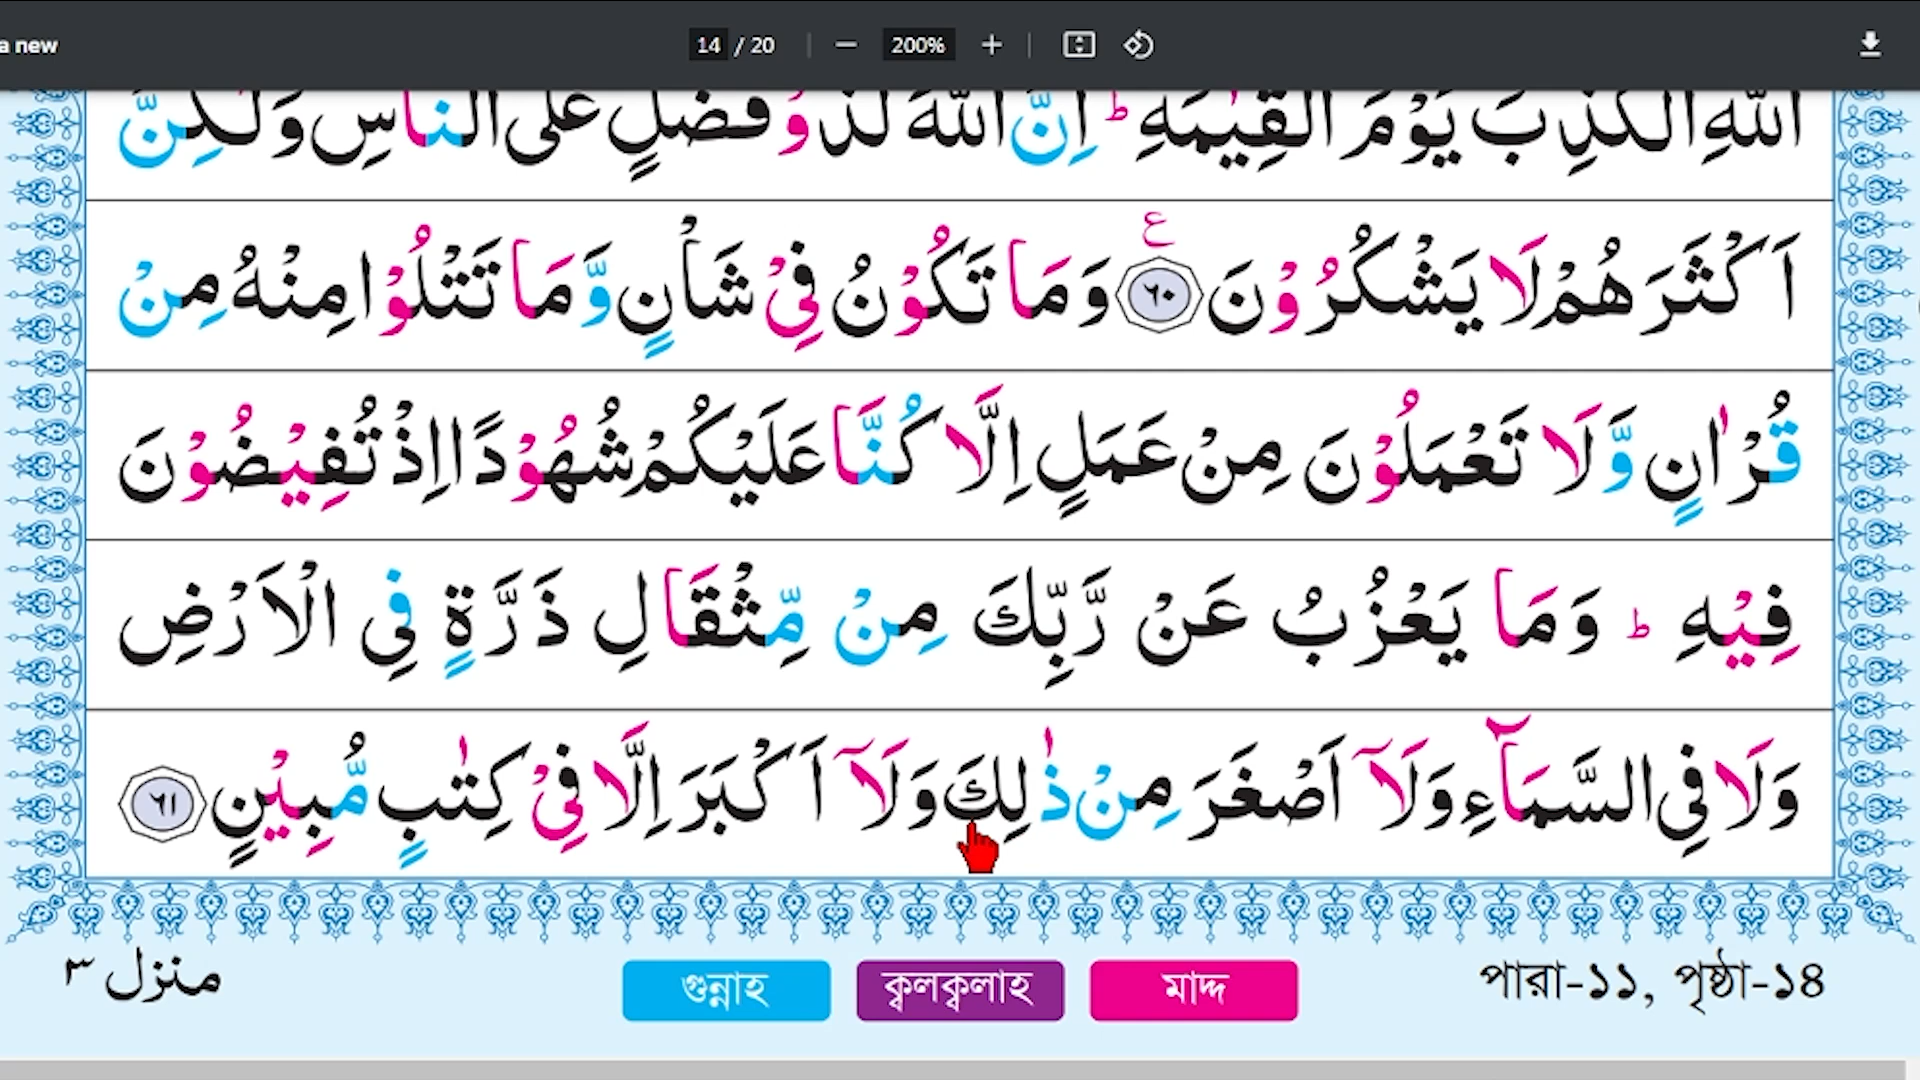 a new
14 / 20
200%
اللّٰهِ الْكَذِبَ يَوْمَ الْقِيٰمَةِ ؕ اِنَّ اللّٰهَ لَذُوْ فَضْلٍ عَلَى النَّاسِ وَلٰكِنَّ
اَكْثَرَهُمْ لَا يَشْكُرُوْنَ ع ٦٠ وَمَا تَكُوْنُ فِيْ شَاْنٍ وَّمَا تَتْلُوْا مِنْهُ مِنْ
قُرْاٰنٍ وَّلَا تَعْمَلُوْنَ مِنْ عَمَلٍ اِلَّا كُنَّا عَلَيْكُمْ شُهُوْدًا اِذْ تُفِيْضُوْنَ
فِيْهِ ؕ وَمَا يَعْزُبُ عَنْ رَّبِّكَ مِنْ مِّثْقَالِ ذَرَّةٍ فِي الْاَرْضِ
وَلَا فِي السَّمَآءِ وَلَآ اَصْغَرَ مِنْ ذٰلِكَ وَلَآ اَكْبَرَ اِلَّا فِيْ كِتٰبٍ مُّبِيْنٍ ٦١
منزل ٣
গুন্নাহ
ক্বলক্বলাহ
মাদ্দ
পারা-১১, পৃষ্ঠা-১৪